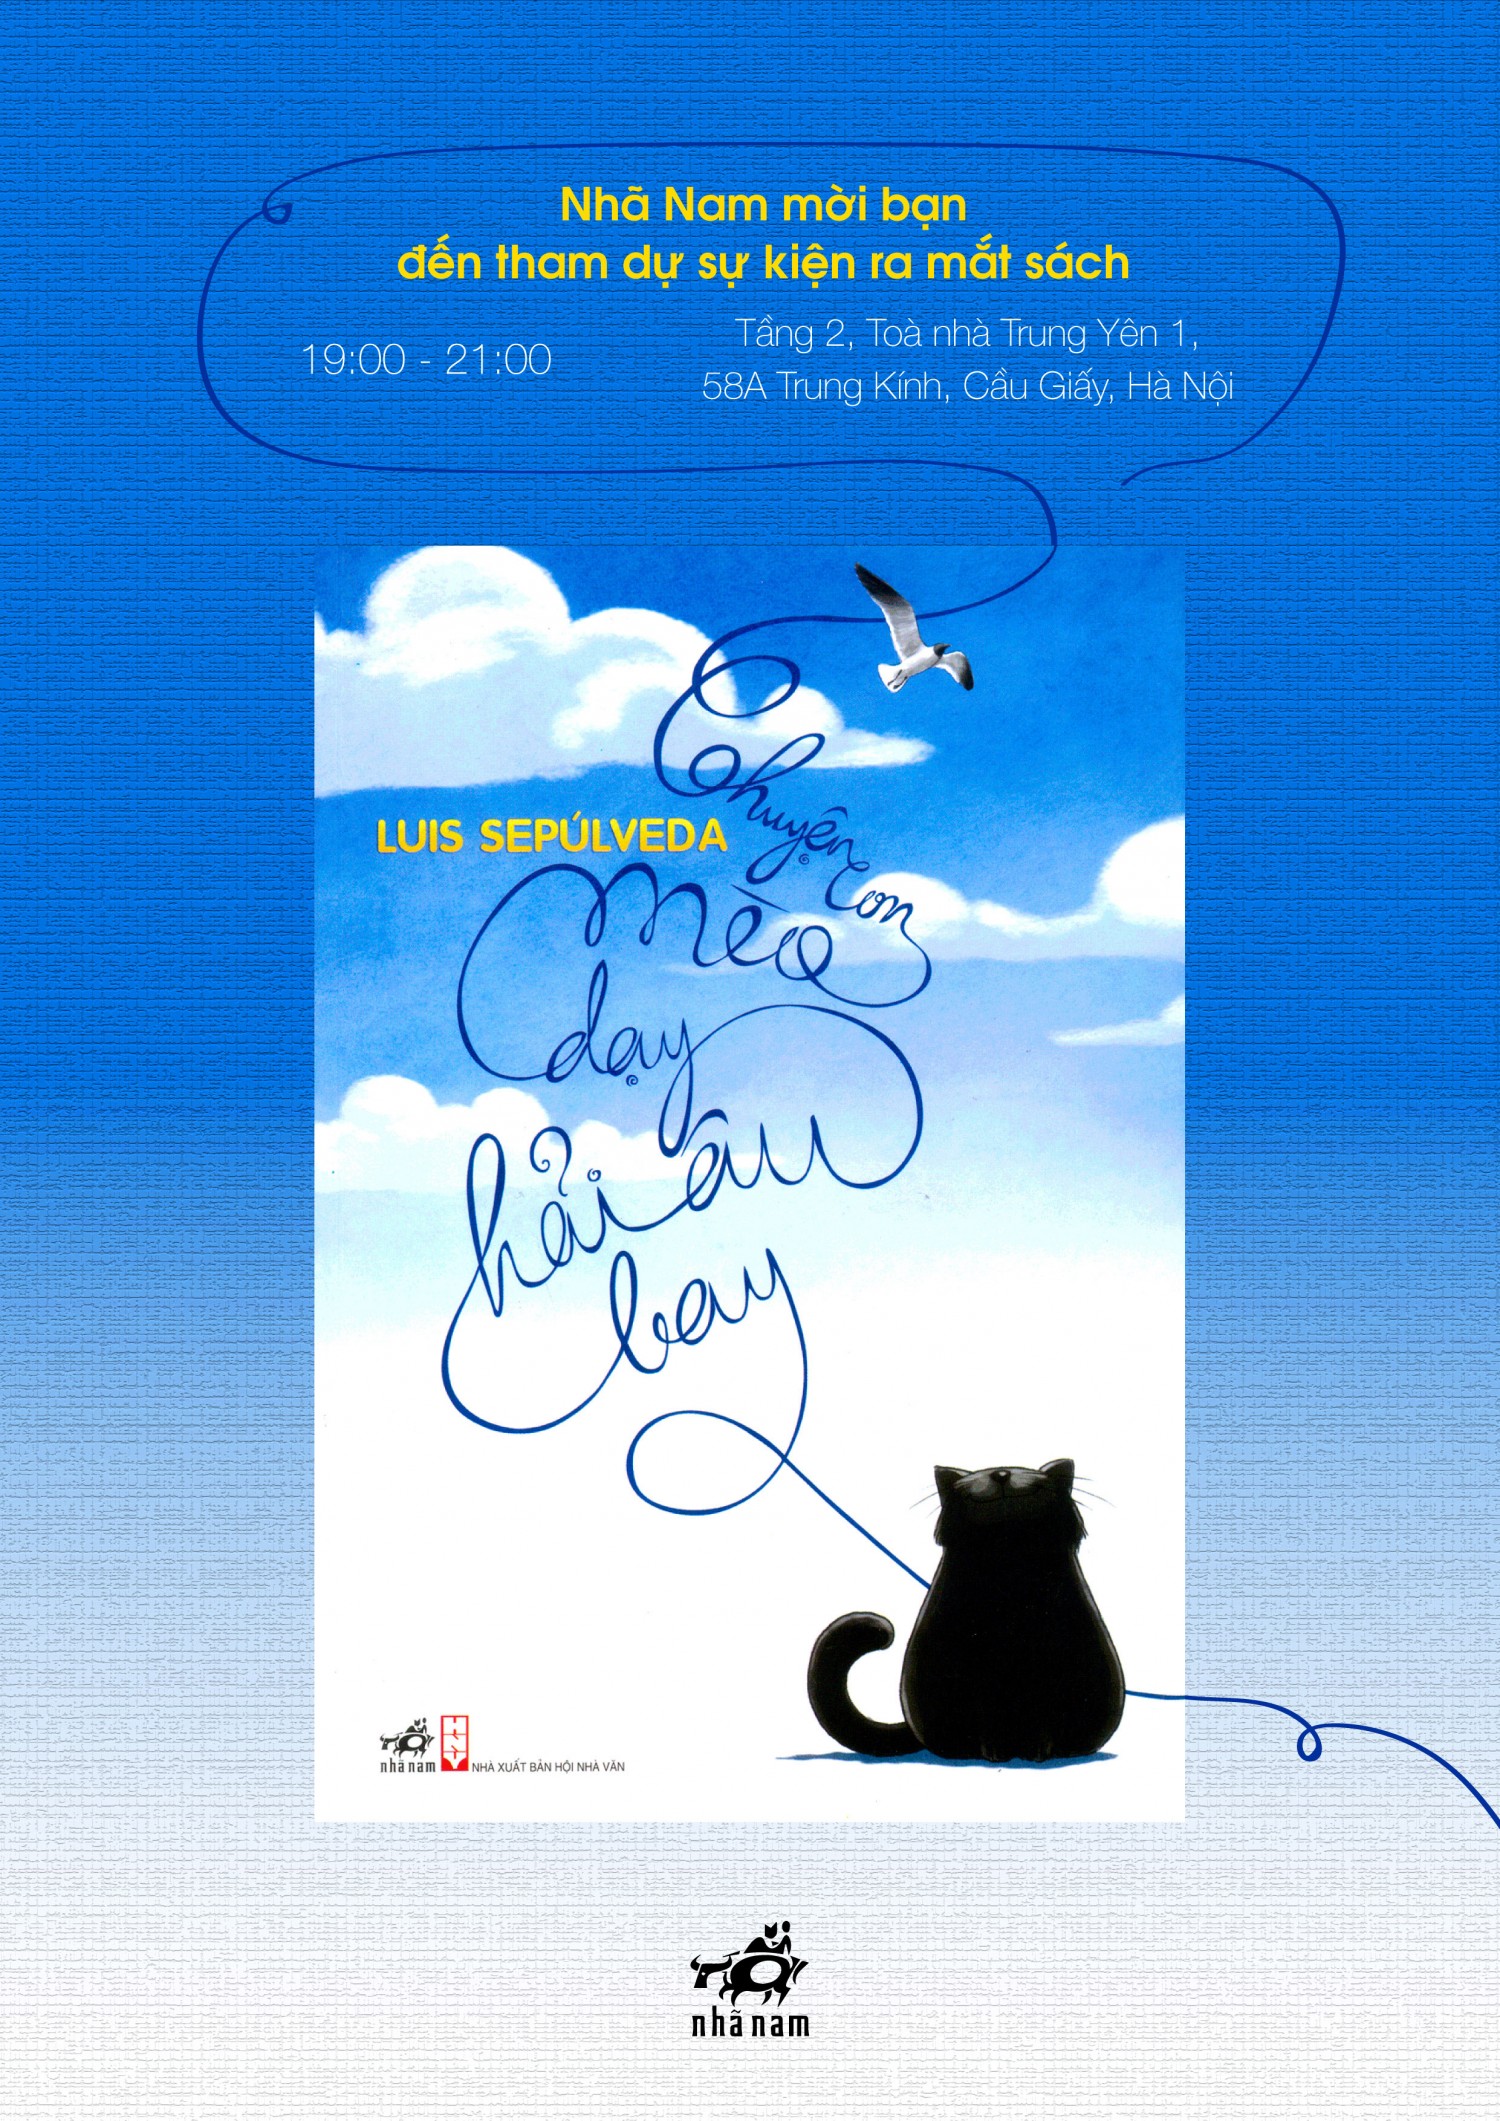 Nhã Nam mời bạn
đến tham dự sự kiện ra mắt sách
19:00 - 21:00
Tầng 2, Toà nhà Trung Yên 1,
58A Trung Kính, Cầu Giấy, Hà Nội
Chuyện
LUIS SEPÚLVEDA
con
mèo
dạy
hải âu
bay
nhã nam
NHÀ XUẤT BẢN HỘI NHÀ VĂN
nhã nam